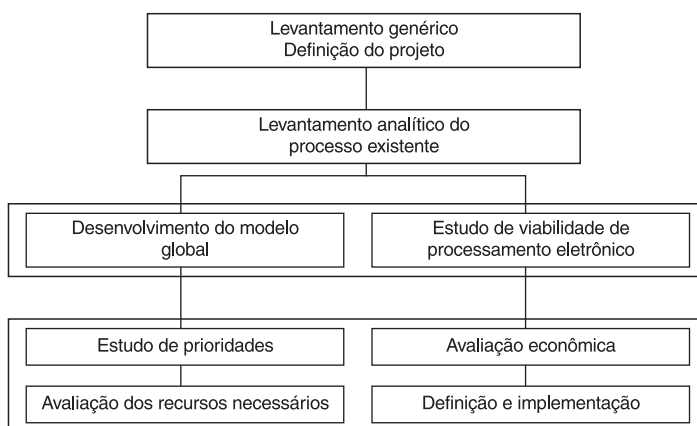 Levantamento genérico
Definição do projeto
Levantamento analítico do
processo existente
Desenvolvimento do modelo
global
Estudo de viabilidade de
processamento eletrônico
Estudo de prioridades
Avaliação econômica
Avaliação dos recursos necessários
Definição e implementação